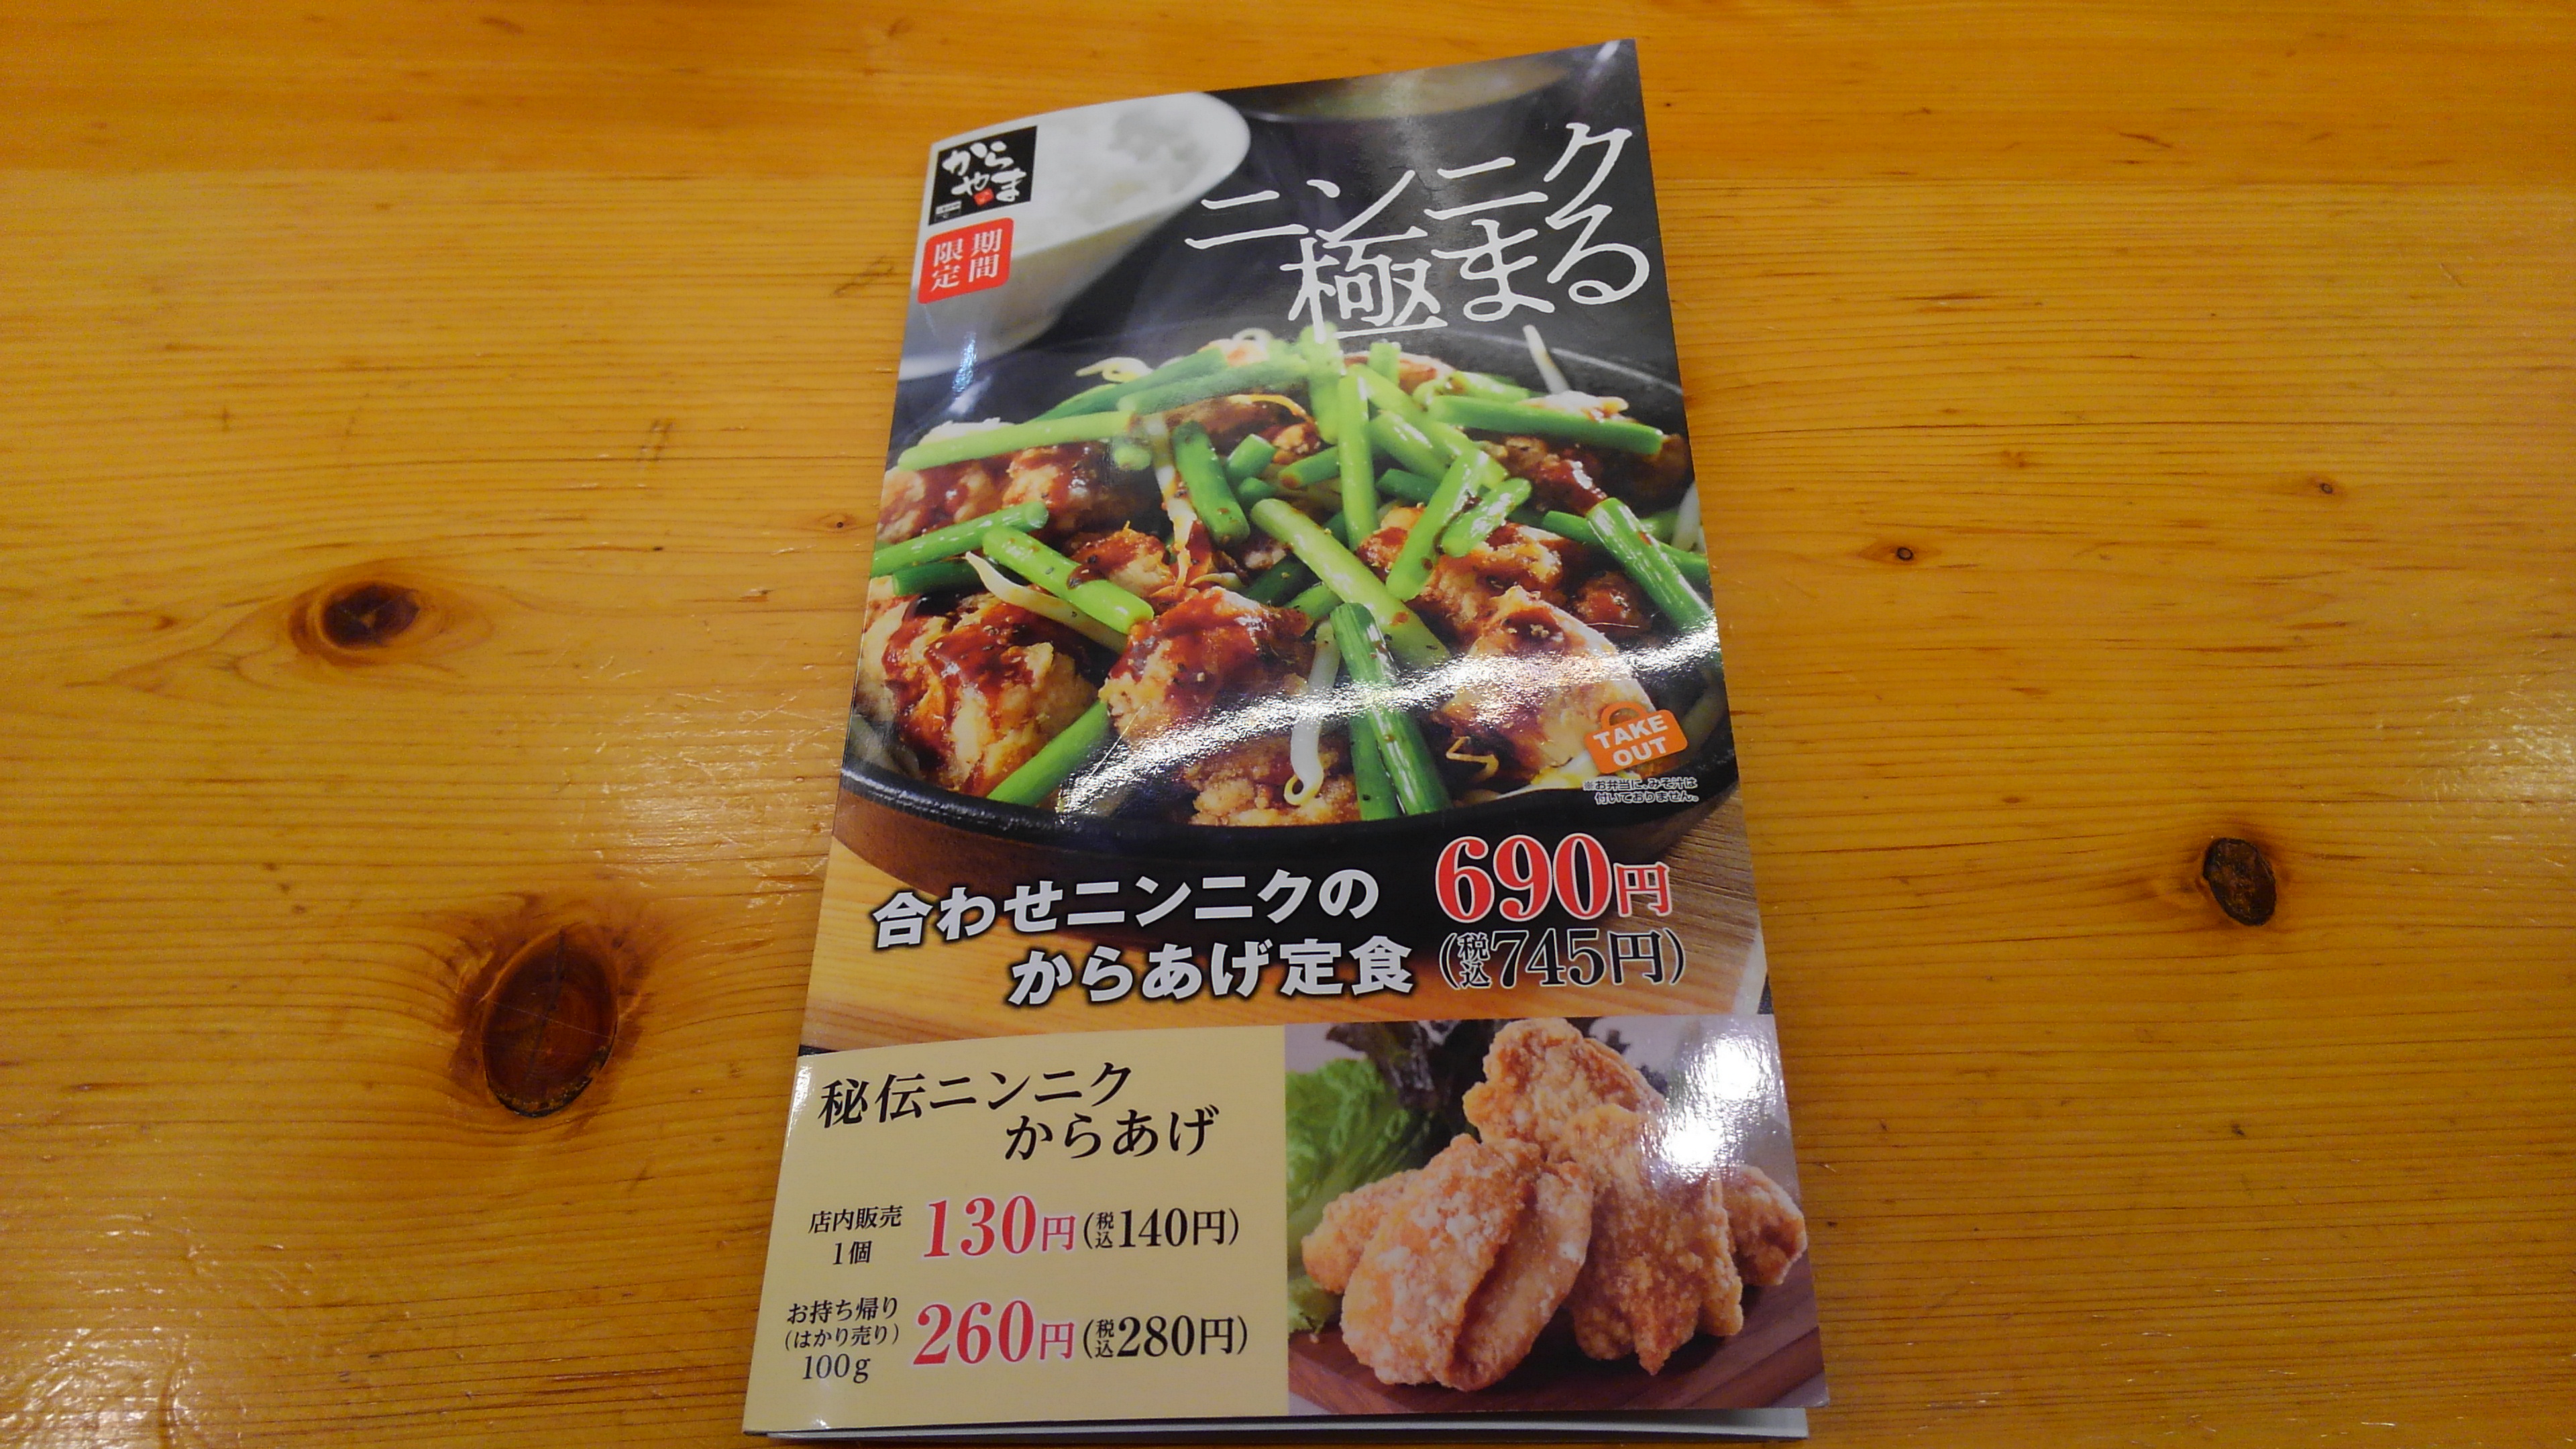 からやま
期間限定
ニンニク
極まる
TAKE
OUT
※お弁当に、みそ汁は
付いておりません。
合わせニンニクの
からあげ定食
690円
(税込745円)
秘伝ニンニク
からあげ
店内販売
1個
130円(税込140円)
お持ち帰り
(はかり売り)
100g
260円(税込280円)